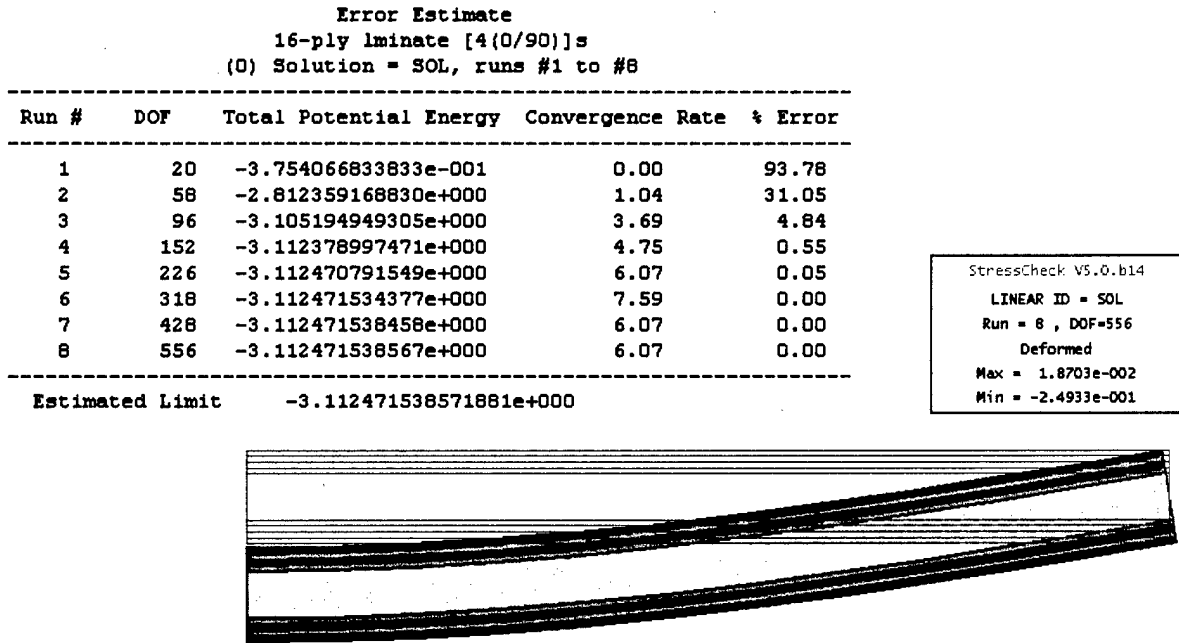 Error Estimate
16-ply lminate [4(0/90)]s
(0) Solution = SOL, runs #1 to #8
Run # DOF Total Potential Energy Convergence Rate % Error
1 20 -3.754066833833e-001 0.00 93.78
2 58 -2.812359168830e+000 1.04 31.05
3 96 -3.105194949305e+000 3.69 4.84
4 152 -3.112378997471e+000 4.75 0.55
5 226 -3.112470791549e+000 6.07 0.05
6 318 -3.112471534377e+000 7.59 0.00
7 428 -3.112471538458e+000 6.07 0.00
8 556 -3.112471538567e+000 6.07 0.00
Estimated Limit -3.112471538571881e+000
StressCheck V5.0.b14
LINEAR ID = SOL
Run = 8 , DOF=556
Deformed
Max = 1.8703e-002
Min = -2.4933e-001